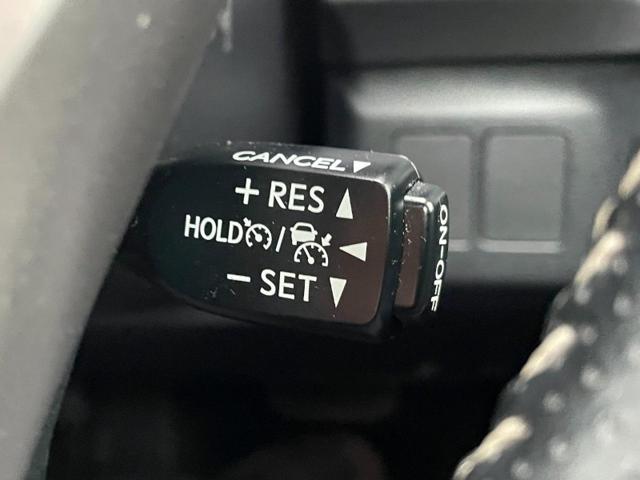 CANCEL▼
+ RES ▲
HOLD / ◀
− SET ▼
ON-OFF